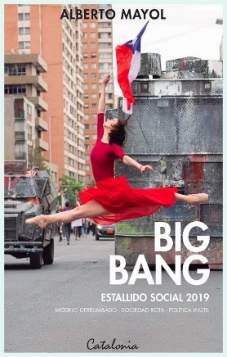 ALBERTO MAYOL
BIG
BANG
ESTALLIDO SOCIAL 2019
MODELO DERRUMBADO - SOCIEDAD ROTA - POLÍTICA INÚTIL
Catalonia